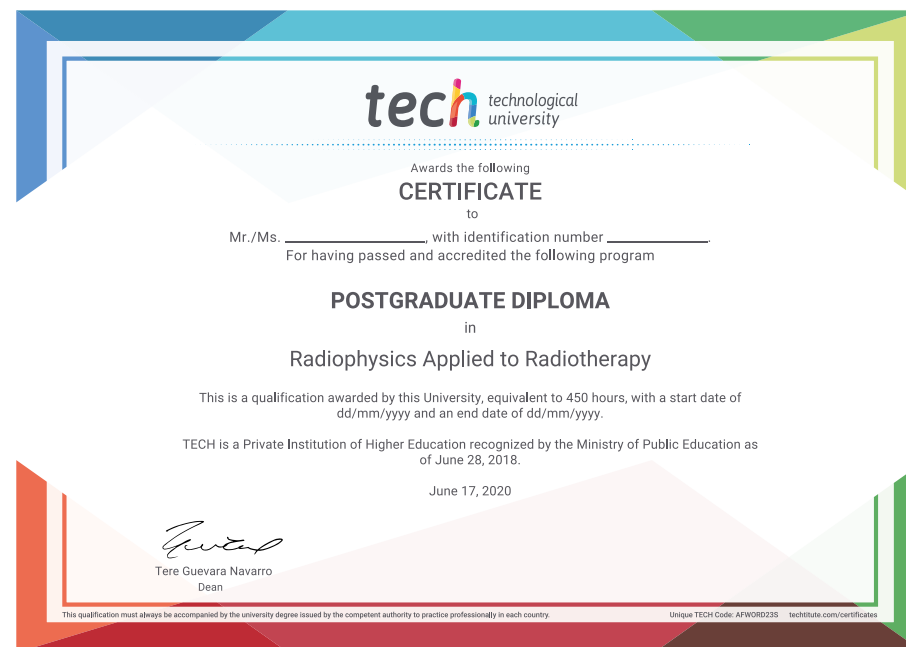 tech technological
university
Awards the following
CERTIFICATE
to
Mr./Ms. ____________________, with identification number ______________.
For having passed and accredited the following program
POSTGRADUATE DIPLOMA
in
Radiophysics Applied to Radiotherapy
This is a qualification awarded by this University, equivalent to 450 hours, with a start date of
dd/mm/yyyy and an end date of dd/mm/yyyy.
TECH is a Private Institution of Higher Education recognized by the Ministry of Public Education as
of June 28, 2018.
June 17, 2020
Tere Guevara Navarro
Dean
This qualification must always be accompanied by the university degree issued by the competent authority to practice professionally in each country. Unique TECH Code: AFWORD23S techtitute.com/certificates